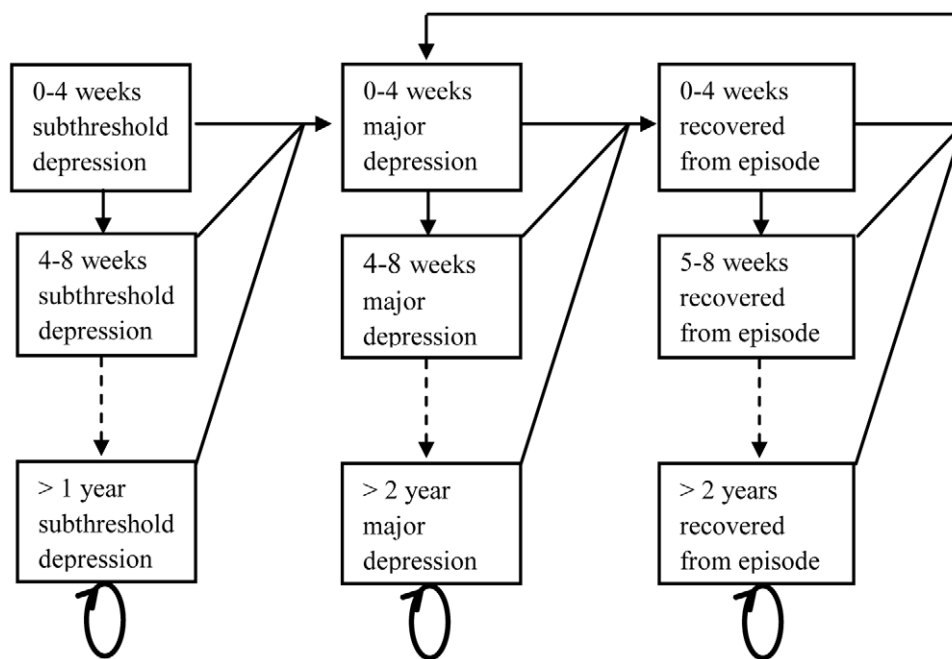 0-4 weeks
subthreshold
depression
0-4 weeks
major
depression
0-4 weeks
recovered
from episode
4-8 weeks
subthreshold
depression
4-8 weeks
major
depression
5-8 weeks
recovered
from episode
> 1 year
subthreshold
depression
> 2 year
major
depression
> 2 years
recovered
from episode